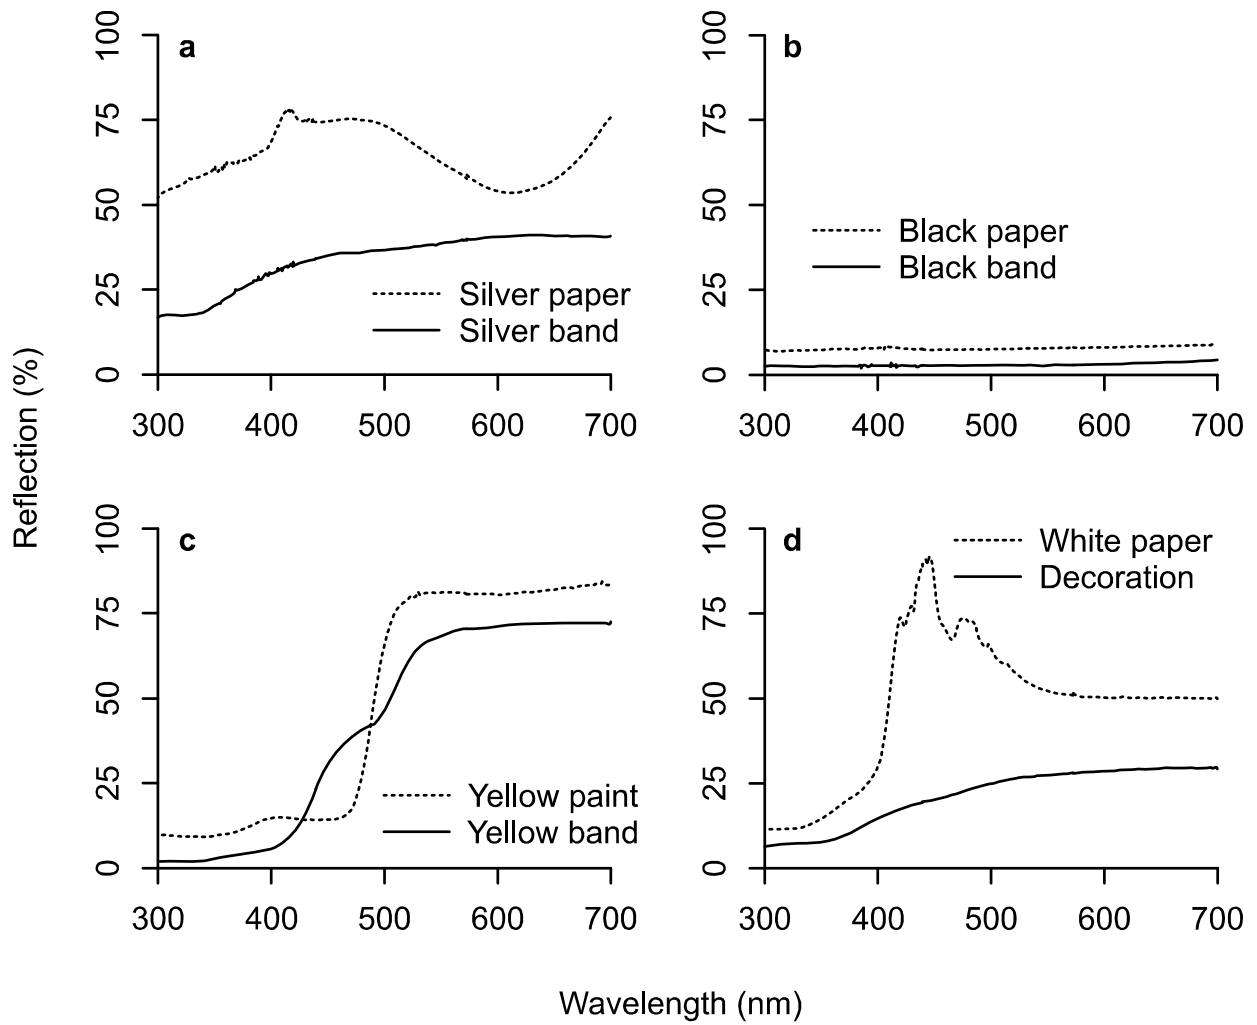 a
100
75
50
25
0
300 400 500 600 700
Silver paper
Silver band
b
100
75
50
25
0
300 400 500 600 700
Black paper
Black band
Reflection (%)
c
100
75
50
25
0
300 400 500 600 700
Yellow paint
Yellow band
d
100
75
50
25
0
300 400 500 600 700
White paper
Decoration
Wavelength (nm)